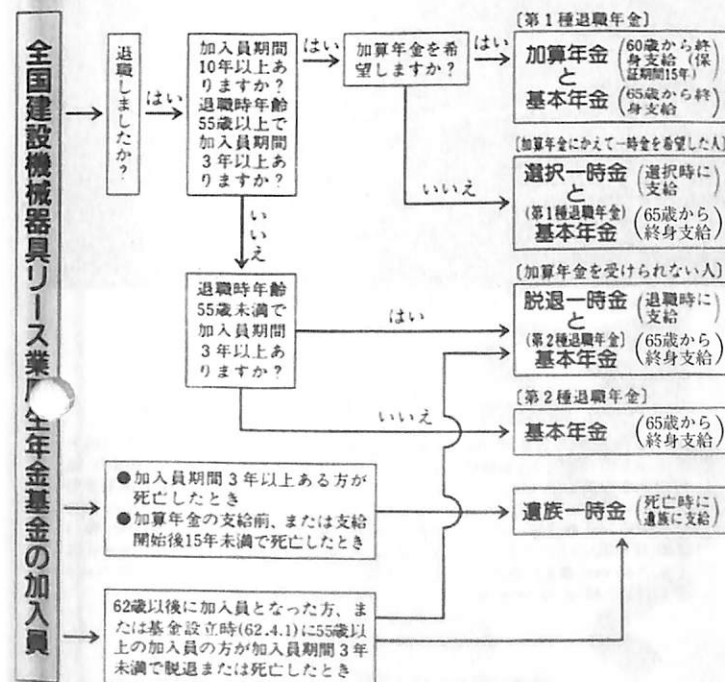 全国建設機械器具リース業厚生年金基金の加入員
退職しましたか？
はい
加入員期間
10年以上あ
りますか？
退職時年齢
55歳以上で
加入員期間
3年以上あ
りますか？
はい
加算年金を希
望しますか？
はい
〔第1種退職年金〕
加算年金（60歳から終身支給（保証期間15年）
と
基本年金（65歳から終身支給）
いいえ
〔加算年金にかえて一時金を希望した人〕
選択一時金（選択時に支給）
と
（第1種退職年金）
基本年金（65歳から終身支給）
いいえ
退職時年齢
55歳未満で
加入員期間
3年以上あ
りますか？
はい
〔加算年金を受けられない人〕
脱退一時金（退職時に支給）
と
（第2種退職年金）
基本年金（65歳から終身支給）
いいえ
〔第2種退職年金〕
基本年金（65歳から終身支給）
●加入員期間3年以上ある方が
死亡したとき
●加算年金の支給前、または支給
開始後15年未満で死亡したとき
遺族一時金（死亡時に遺族に支給）
62歳以後に加入員となった方、ま
たは基金設立時(62.4.1)に55歳以
上の加入員の方が加入員期間3年
未満で脱退または死亡したとき